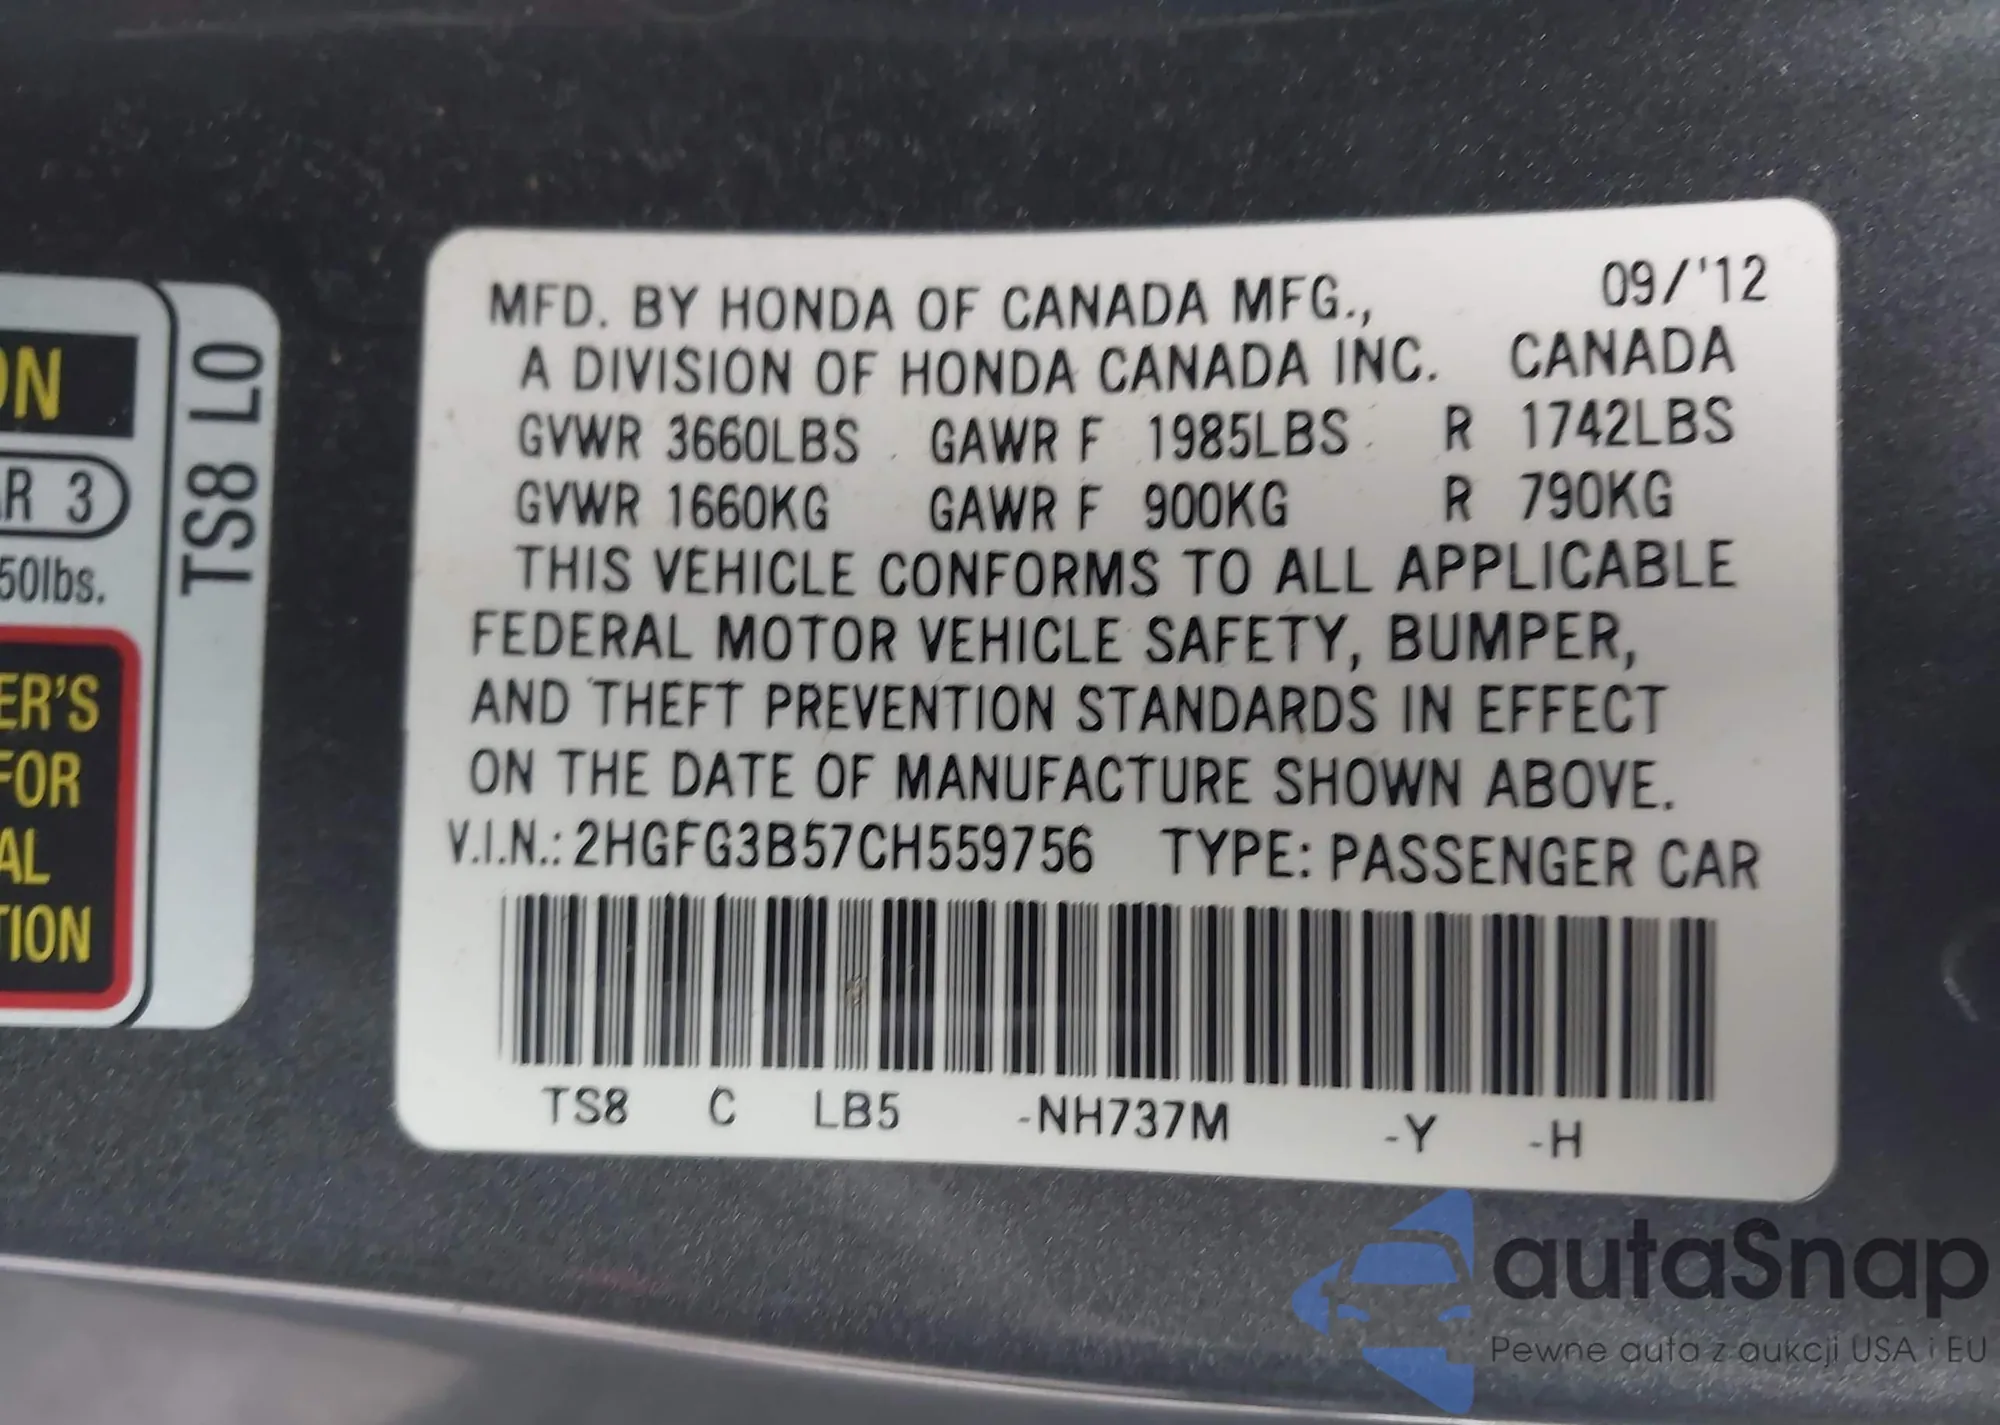 ON
AR 3
50lbs.
ER'S
FOR
AL
TION
TS8 L0
MFD. BY HONDA OF CANADA MFG., 09/'12
A DIVISION OF HONDA CANADA INC. CANADA
GVWR 3660LBS GAWR F 1985LBS R 1742LBS
GVWR 1660KG GAWR F 900KG R 790KG
THIS VEHICLE CONFORMS TO ALL APPLICABLE
FEDERAL MOTOR VEHICLE SAFETY, BUMPER,
AND THEFT PREVENTION STANDARDS IN EFFECT
ON THE DATE OF MANUFACTURE SHOWN ABOVE.
V.I.N.: 2HGFG3B57CH559756 TYPE: PASSENGER CAR
TS8 C LB5 -NH737M -Y -H
autaSnap
Pewne auta z aukcji USA i EU